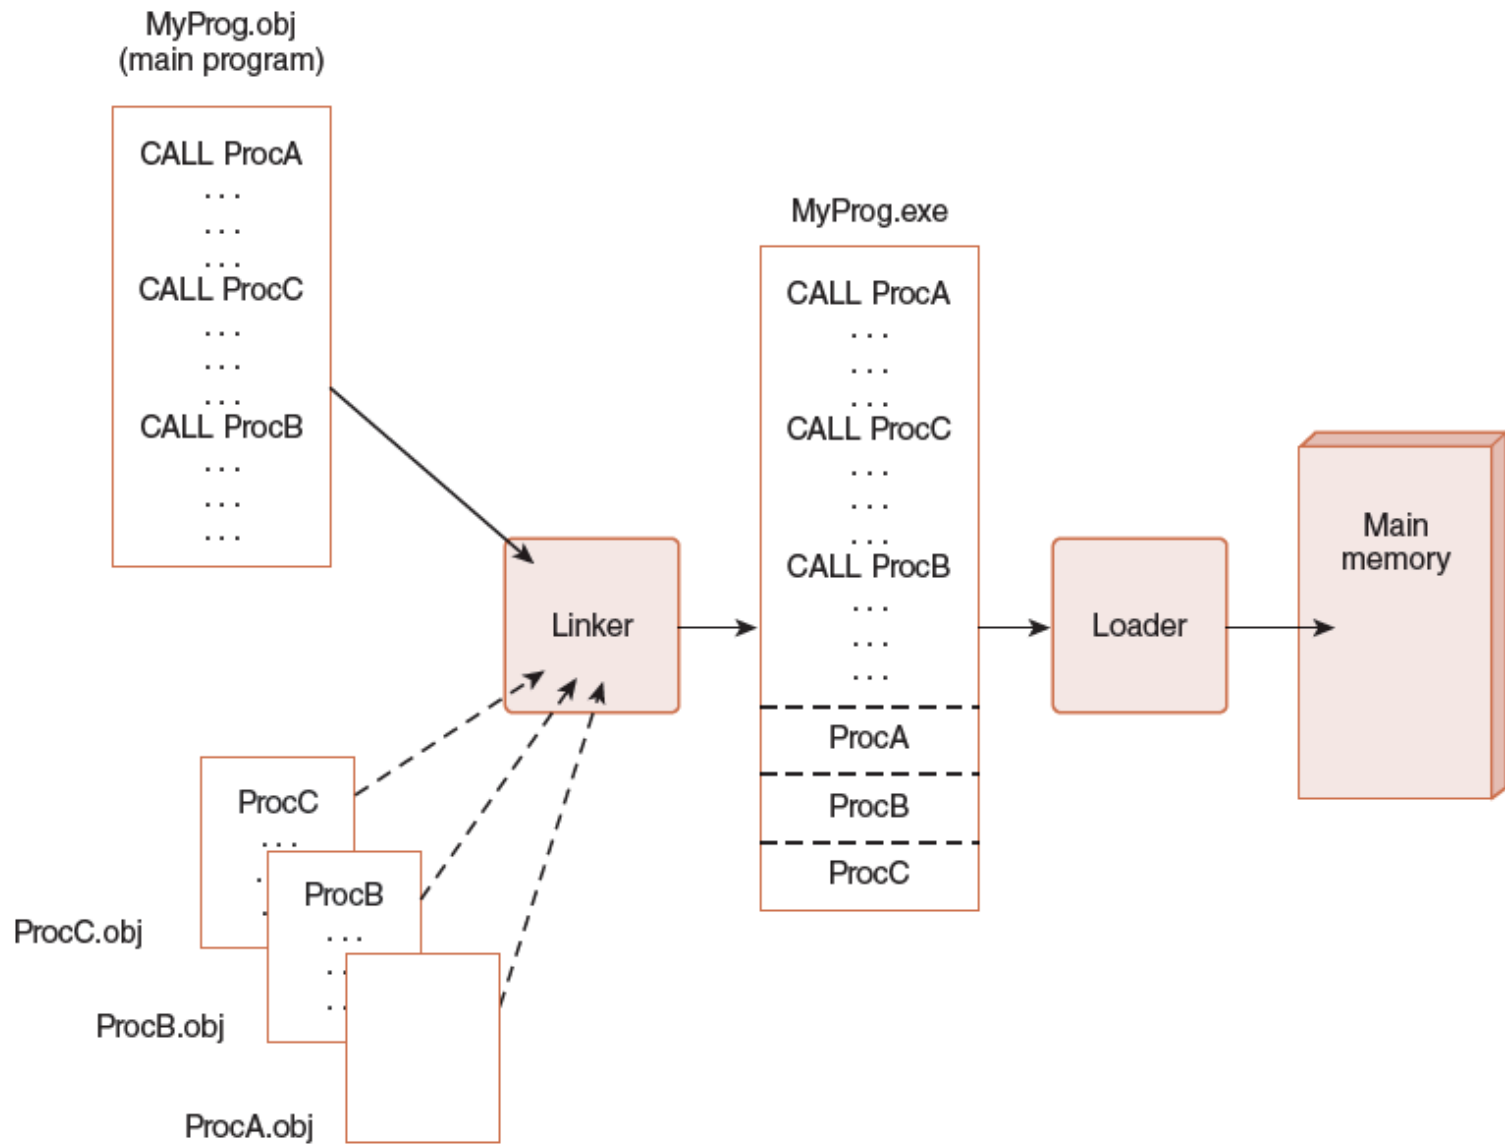 MyProg.obj
(main program)
CALL ProcA
. . .
. . .
. . .
CALL ProcC
. . .
. . .
. . .
CALL ProcB
. . .
. . .
. . .
Linker
ProcC
. . .
.
.
ProcC.obj
ProcB
. . .
. .
. .
ProcB.obj
ProcA.obj
MyProg.exe
CALL ProcA
. . .
. . .
. . .
CALL ProcC
. . .
. . .
. . .
CALL ProcB
. . .
. . .
. . .
ProcA
ProcB
ProcC
Loader
Main
memory